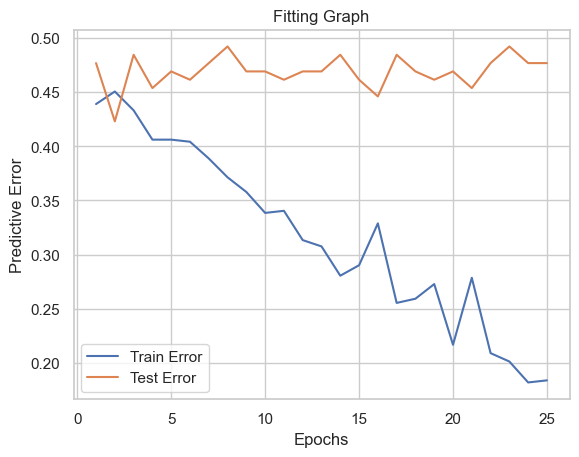 Fitting Graph
0.50
0.45
0.40
0.35
0.30
0.25
0.20
Predictive Error
Train Error
Test Error
0 5 10 15 20 25
Epochs